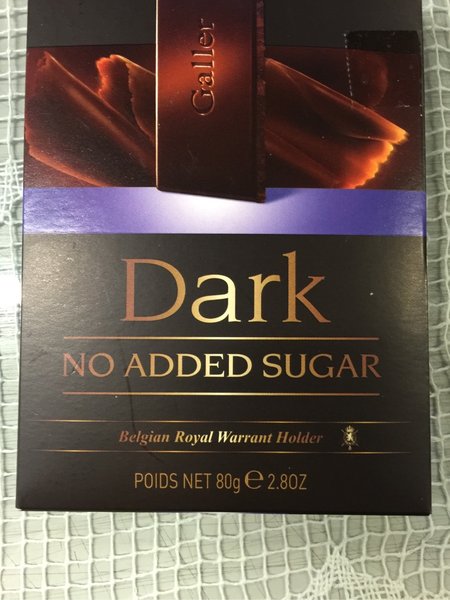 Galler
Dark
NO ADDED SUGAR
Belgian Royal Warrant Holder
POIDS NET 80g ℮ 2.8OZ